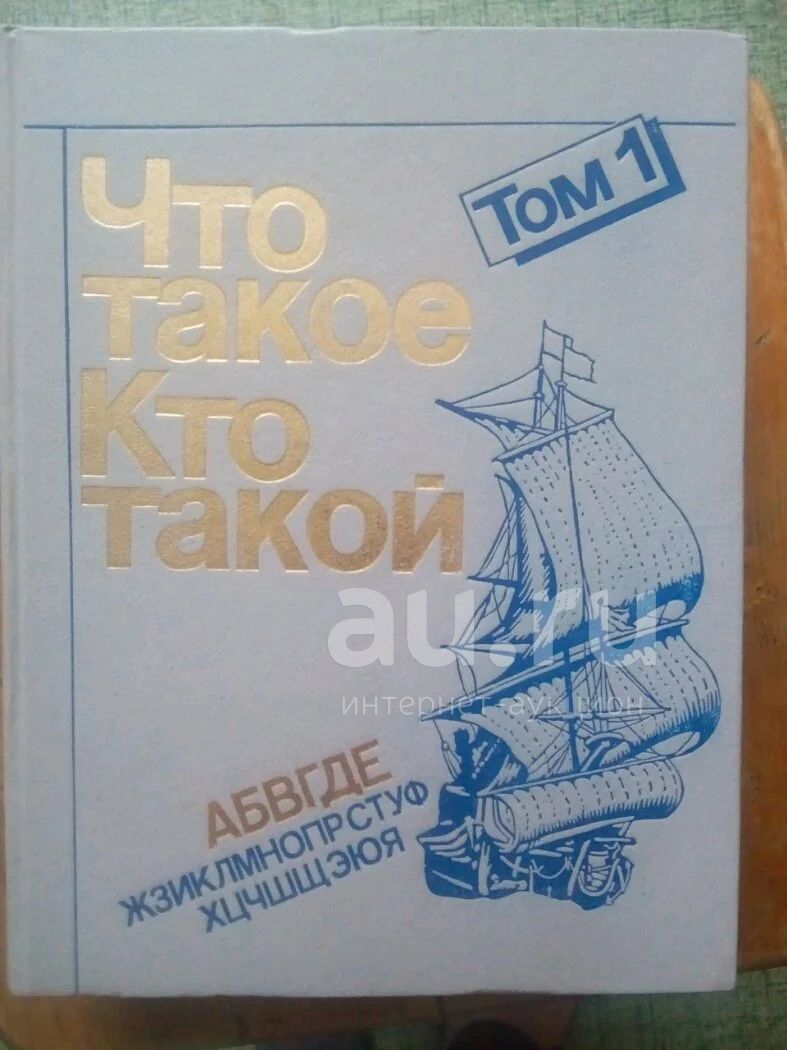 Что
такое
Кто
такой
Том 1
au.ru
интернет-аукцион
АБВГДЕ
ЖЗИКЛМНОПРСТУФ
ХЦЧШЩЭЮЯ